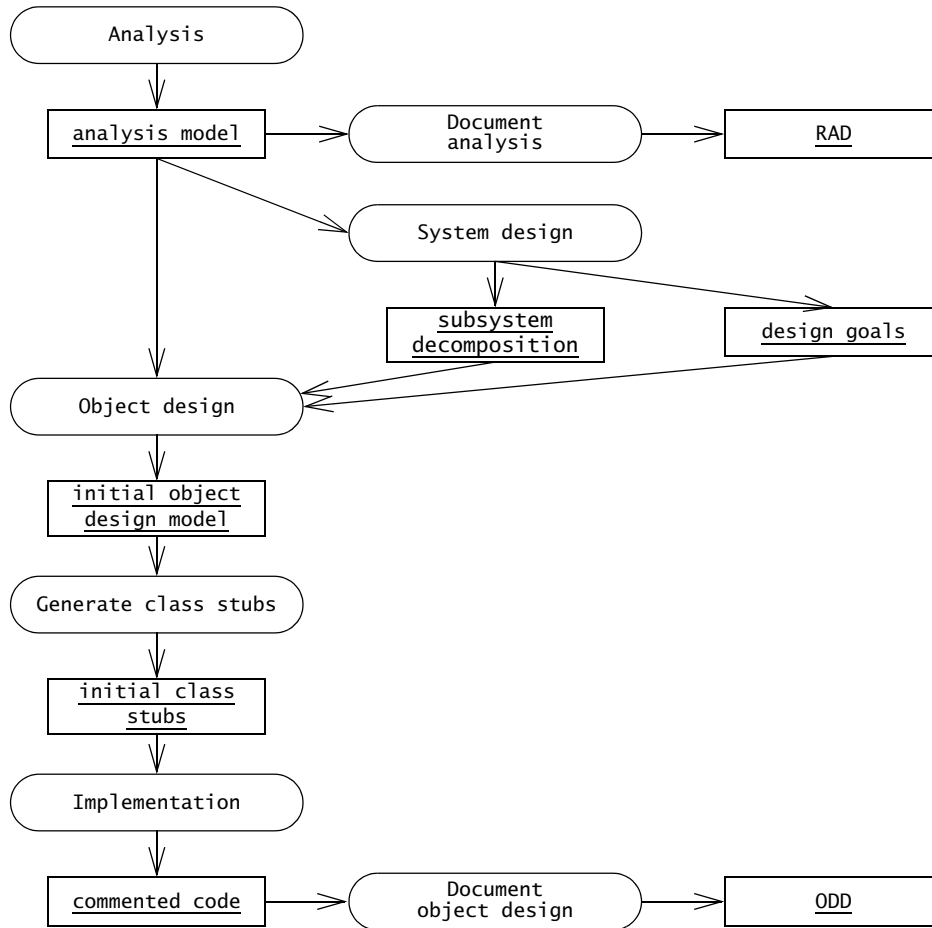 Analysis
analysis model
Document
analysis
RAD
System design
subsystem
decomposition
design goals
Object design
initial object
design model
Generate class stubs
initial class
stubs
Implementation
commented code
Document
object design
ODD